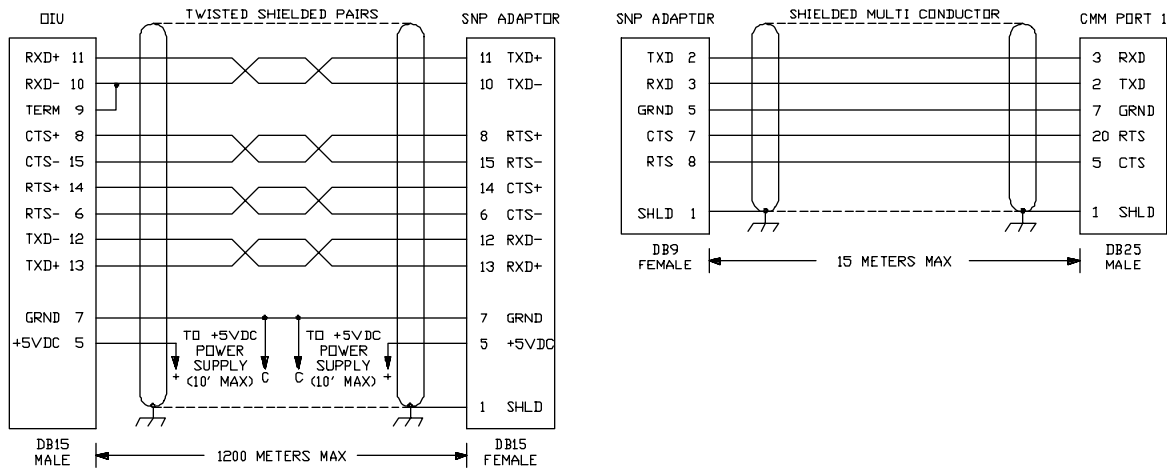 OIU
TWISTED SHIELDED PAIRS
SNP ADAPTOR
RXD+ 11
11 TXD+
RXD- 10
10 TXD-
TERM 9
CTS+ 8
8 RTS+
CTS- 15
15 RTS-
RTS+ 14
14 CTS+
RTS- 6
6 CTS-
TXD- 12
12 RXD-
TXD+ 13
13 RXD+
GRND 7
7 GRND
+5VDC 5
5 +5VDC
TO +5VDC
POWER
SUPPLY
(10' MAX)
+
C
TO +5VDC
POWER
SUPPLY
(10' MAX)
C
+
1 SHLD
DB15
MALE
1200 METERS MAX
DB15
FEMALE
SNP ADAPTOR
SHIELDED MULTI CONDUCTOR
CMM PORT 1
TXD 2
3 RXD
RXD 3
2 TXD
GRND 5
7 GRND
CTS 7
20 RTS
RTS 8
5 CTS
SHLD 1
1 SHLD
DB9
FEMALE
15 METERS MAX
DB25
MALE